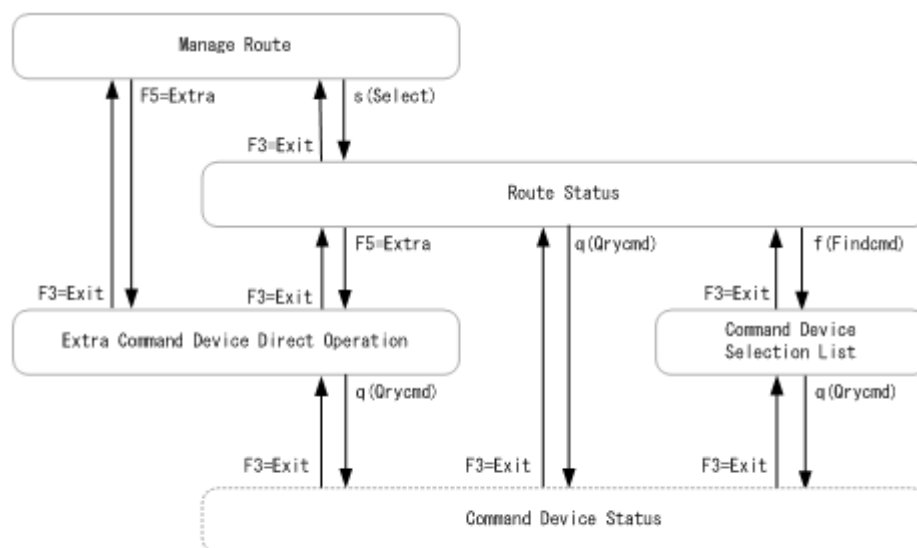 Manage Route
F5=Extra
s(Select)
F3=Exit
Route Status
F5=Extra
q(Qrycmd)
f(Findcmd)
F3=Exit
F3=Exit
F3=Exit
Extra Command Device Direct Operation
Command Device
Selection List
q(Qrycmd)
q(Qrycmd)
F3=Exit
F3=Exit
F3=Exit
Command Device Status